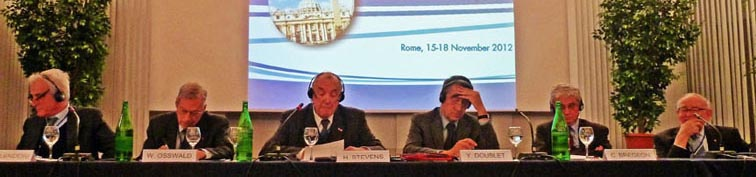 Rome, 15-18 November 2012
W. OSSWALD
H. STEVENS
Y. DOUBLET